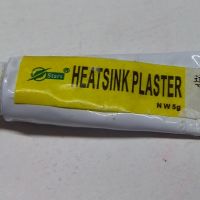 Stars ® HEATSINK PLASTER
N W 5g